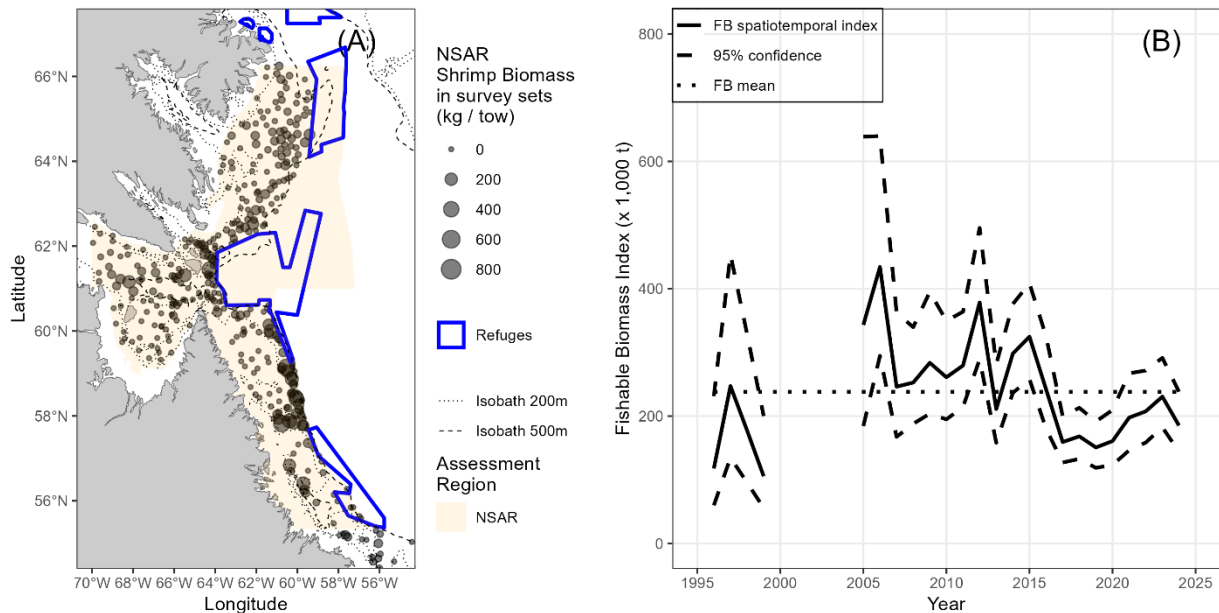 (A)
66°N
64°N
62°N
60°N
58°N
56°N
Latitude
70°W 68°W 66°W 64°W 62°W 60°W 58°W 56°W
Longitude
NSAR
Shrimp Biomass
in survey sets
(kg / tow)
0
200
400
600
800
Refuges
Isobath 200m
Isobath 500m
Assessment
Region
NSAR
(B)
FB spatiotemporal index
95% confidence
FB mean
800
600
400
200
0
Fishable Biomass Index (x 1,000 t)
1995 2000 2005 2010 2015 2020 2025
Year